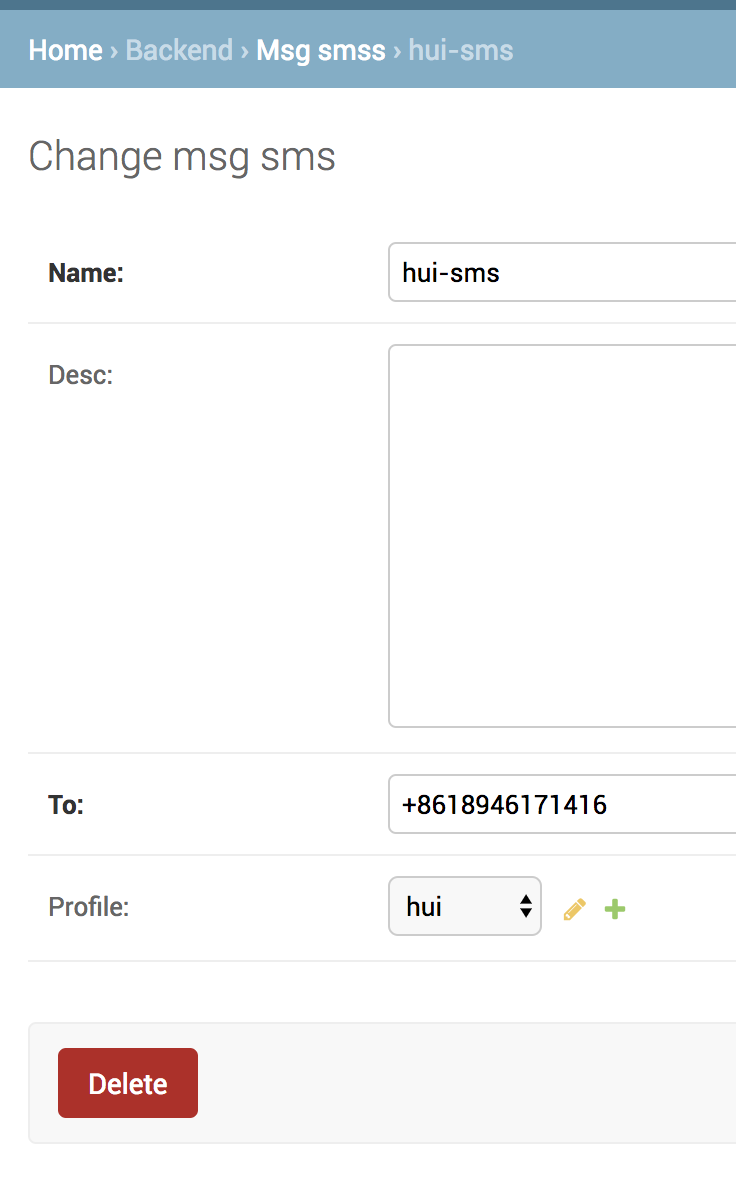 Home › Backend › Msg smss › hui-sms
Change msg sms
Name:
hui-sms
Desc:
To:
+8618946171416
Profile:
hui
Delete